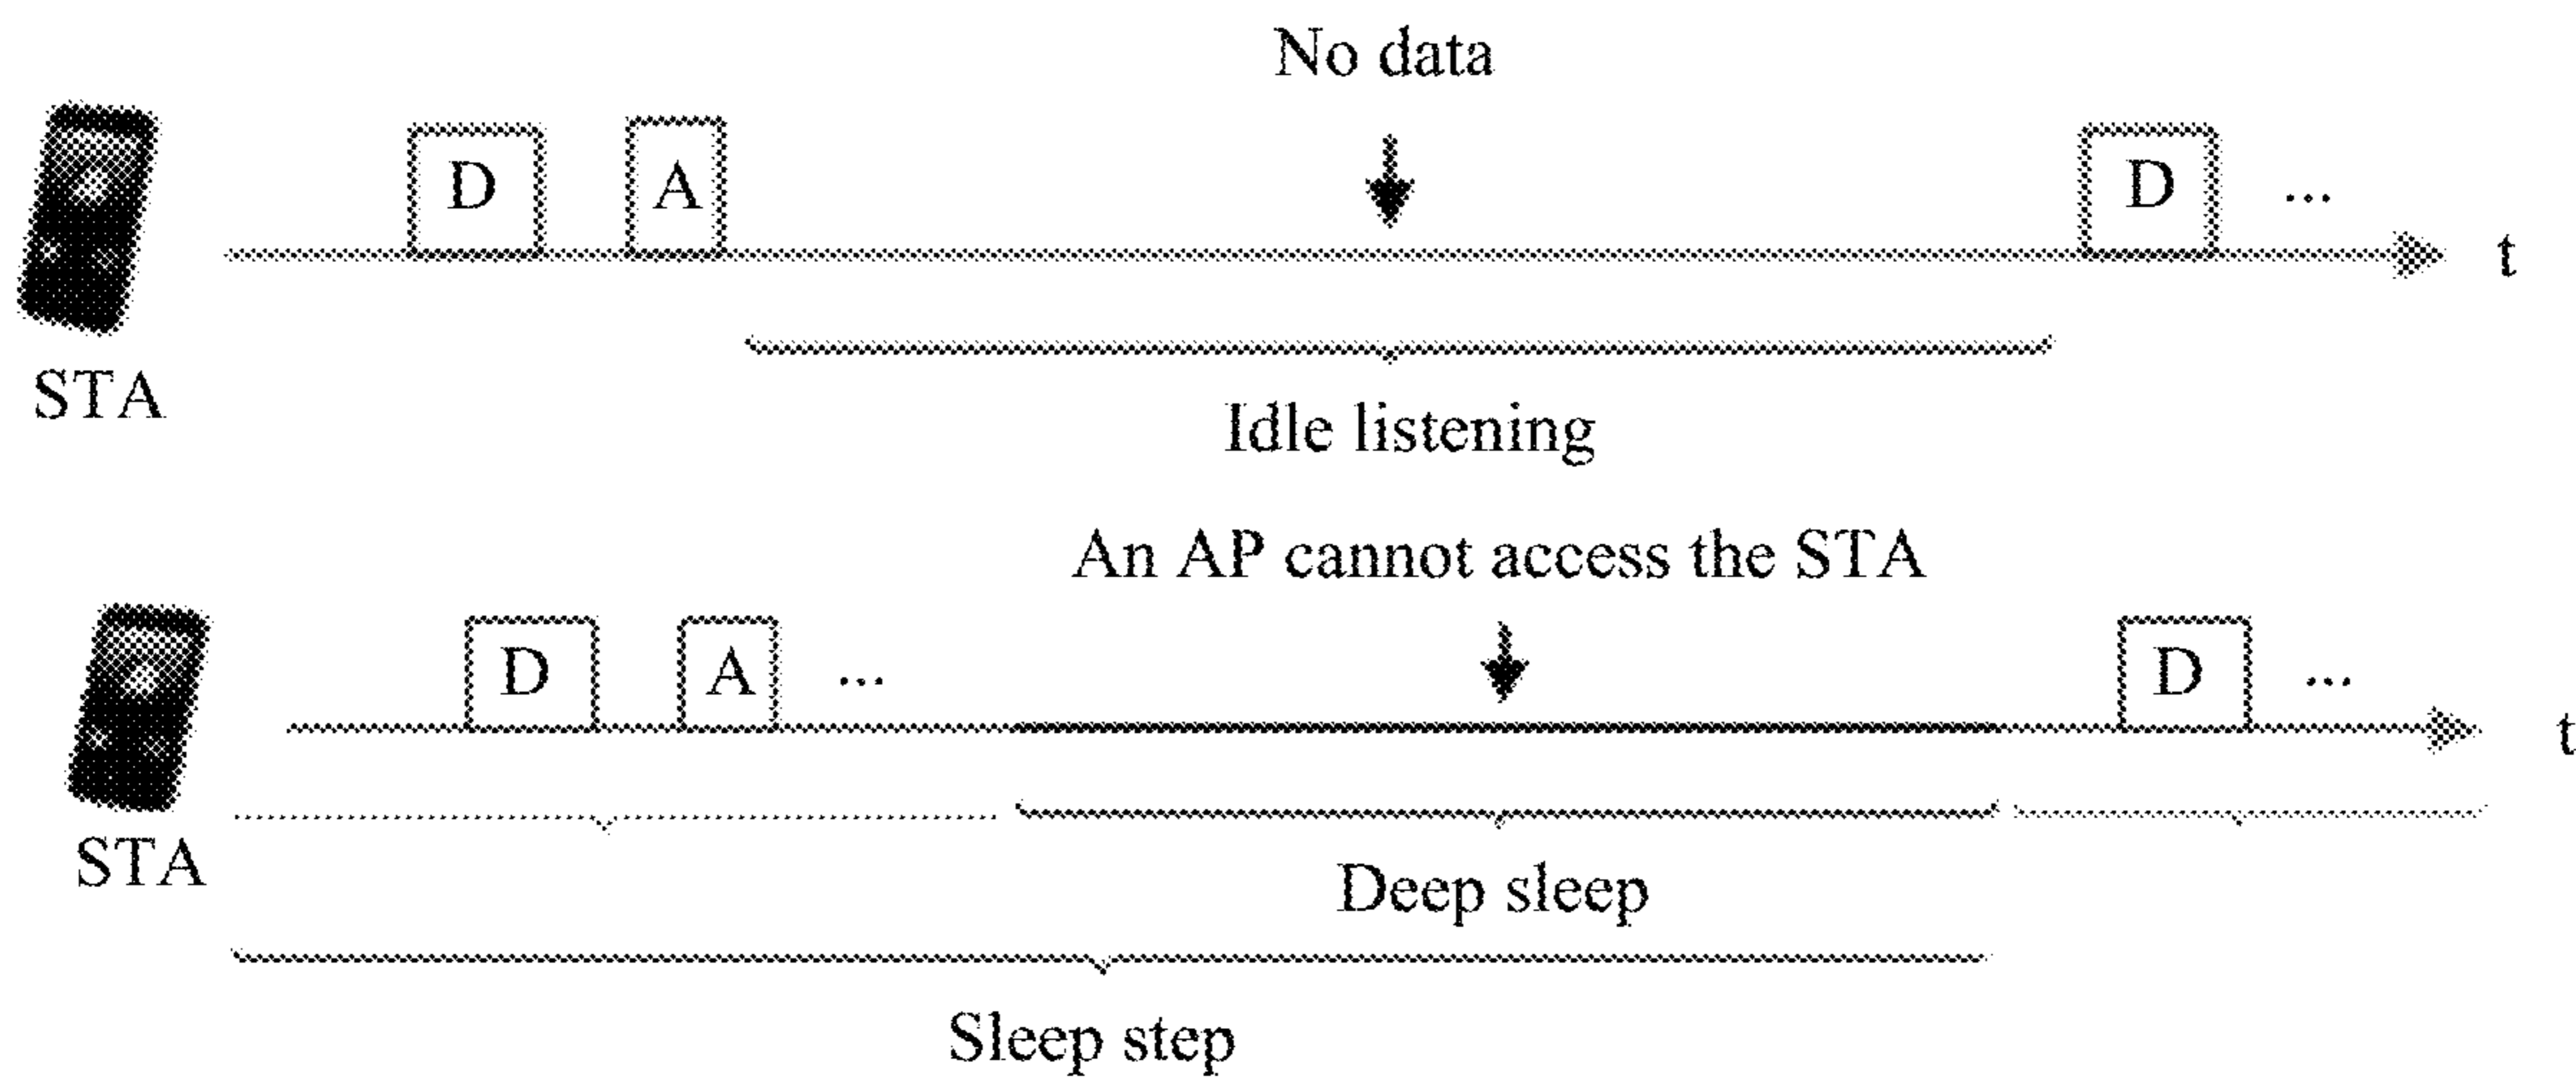 No data
D
A
D
...
t
STA
Idle listening
An AP cannot access the STA
D
A
...
D
...
t
STA
Deep sleep
Sleep step